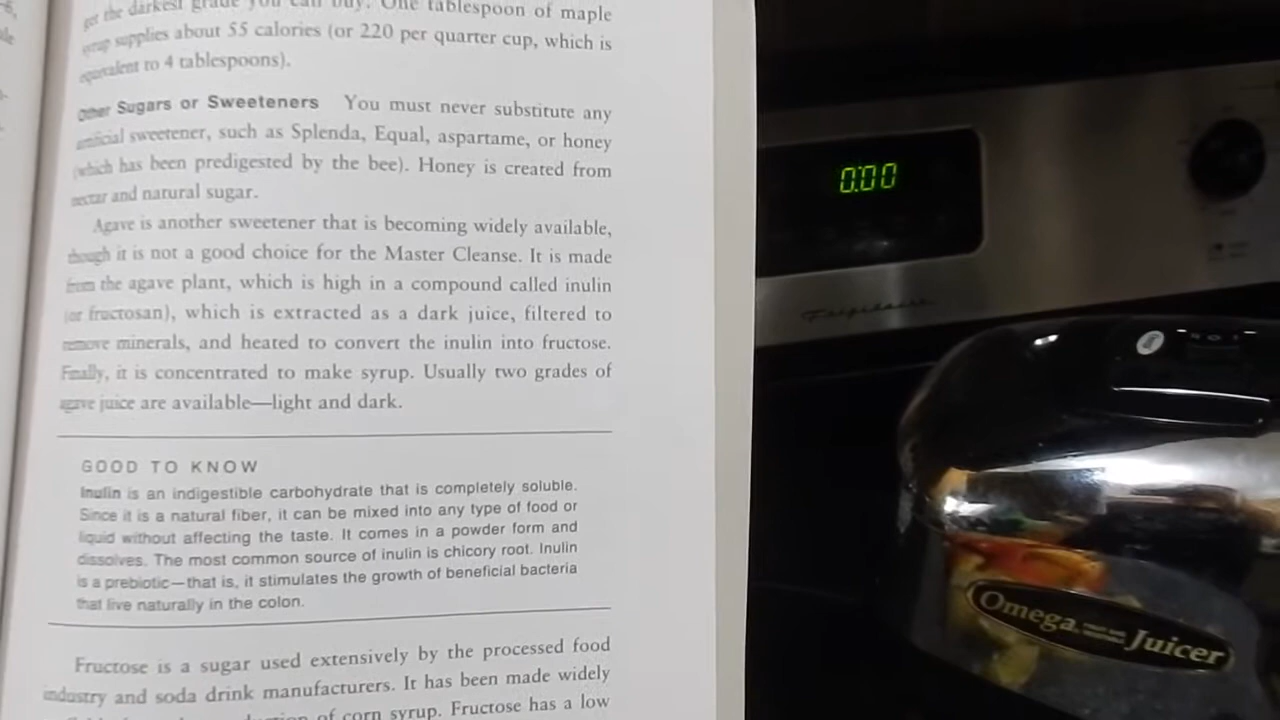 got the darkest grade you can buy. One tablespoon of maple
syrup supplies about 55 calories (or 220 per quarter cup, which is
equivalent to 4 tablespoons).
Other Sugars or Sweeteners You must never substitute any
artificial sweetener, such as Splenda, Equal, aspartame, or honey
(which has been predigested by the bee). Honey is created from
nectar and natural sugar.
Agave is another sweetener that is becoming widely available,
though it is not a good choice for the Master Cleanse. It is made
from the agave plant, which is high in a compound called inulin
(or fructosan), which is extracted as a dark juice, filtered to
remove minerals, and heated to convert the inulin into fructose.
Finally, it is concentrated to make syrup. Usually two grades of
agave juice are available—light and dark.
GOOD TO KNOW
Inulin is an indigestible carbohydrate that is completely soluble.
Since it is a natural fiber, it can be mixed into any type of food or
liquid without affecting the taste. It comes in a powder form and
dissolves. The most common source of inulin is chicory root. Inulin
is a prebiotic—that is, it stimulates the growth of beneficial bacteria
that live naturally in the colon.
Fructose is a sugar used extensively by the processed food
industry and soda drink manufacturers. It has been made widely
of corn syrup. Fructose has a low
0:00
Frigidaire
Omega Juicer